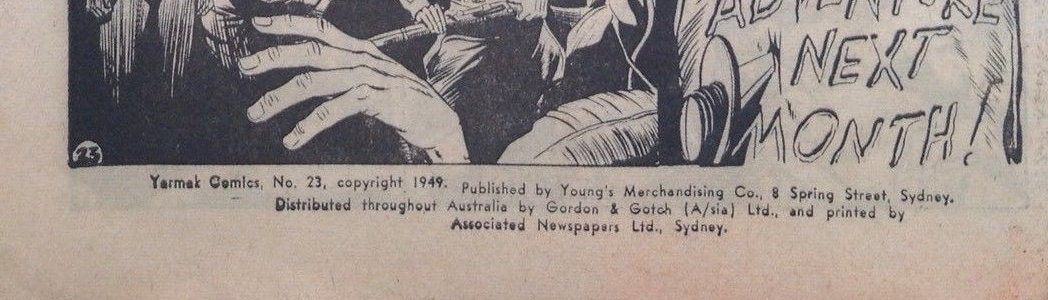 ADVENTURE
NEXT
MONTH!
23
Yarmak Comics, No. 23, copyright 1949. Published by Young's Merchandising Co., 8 Spring Street, Sydney.
Distributed throughout Australia by Gordon & Gotch (A/sia) Ltd., and printed by
Associated Newspapers Ltd., Sydney.